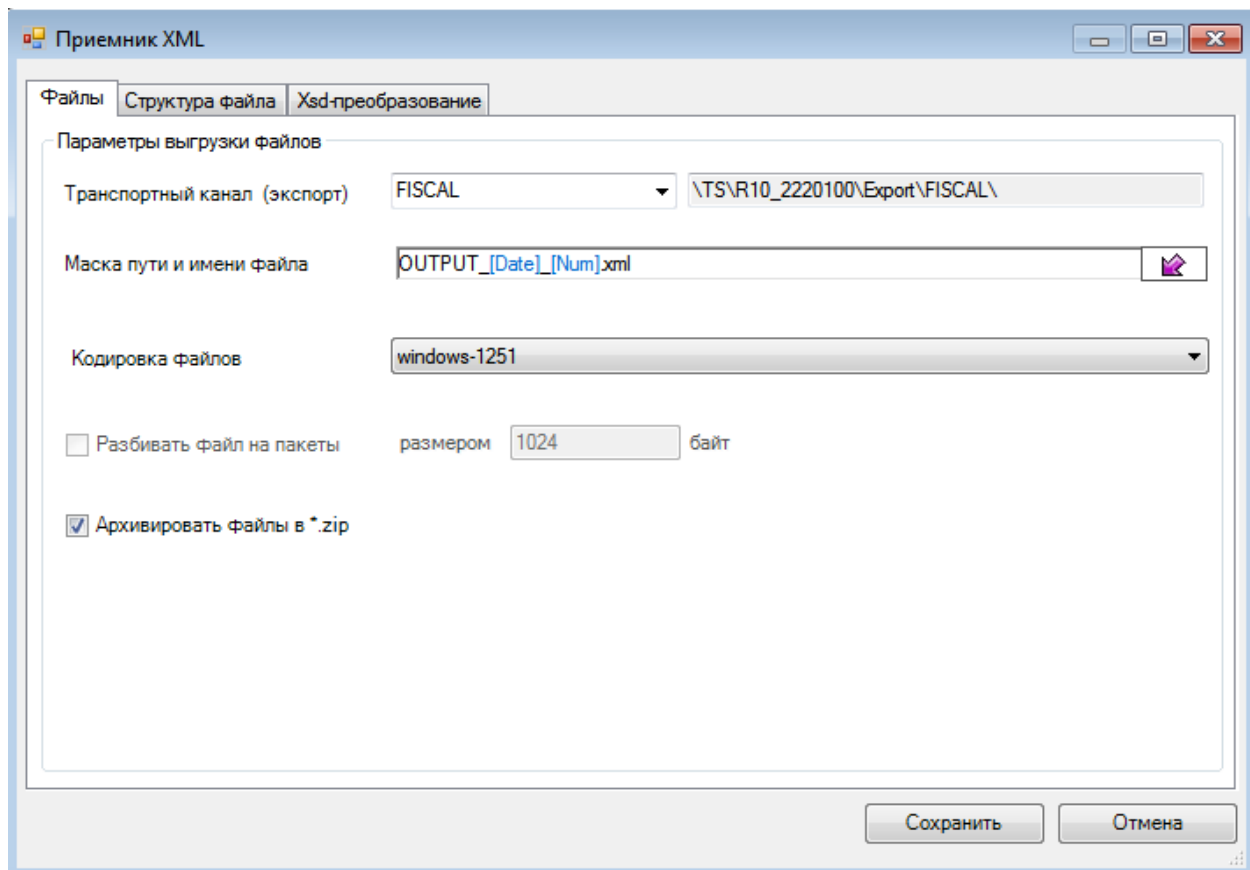 Приемник XML
Файлы Структура файла Xsd-преобразование
Параметры выгрузки файлов
Транспортный канал (экспорт) FISCAL \TS\R10_2220100\Export\FISCAL\
Маска пути и имени файла OUTPUT_[Date]_[Num].xml
Кодировка файлов windows-1251
Разбивать файл на пакеты размером 1024 байт
Архивировать файлы в *.zip
Сохранить Отмена